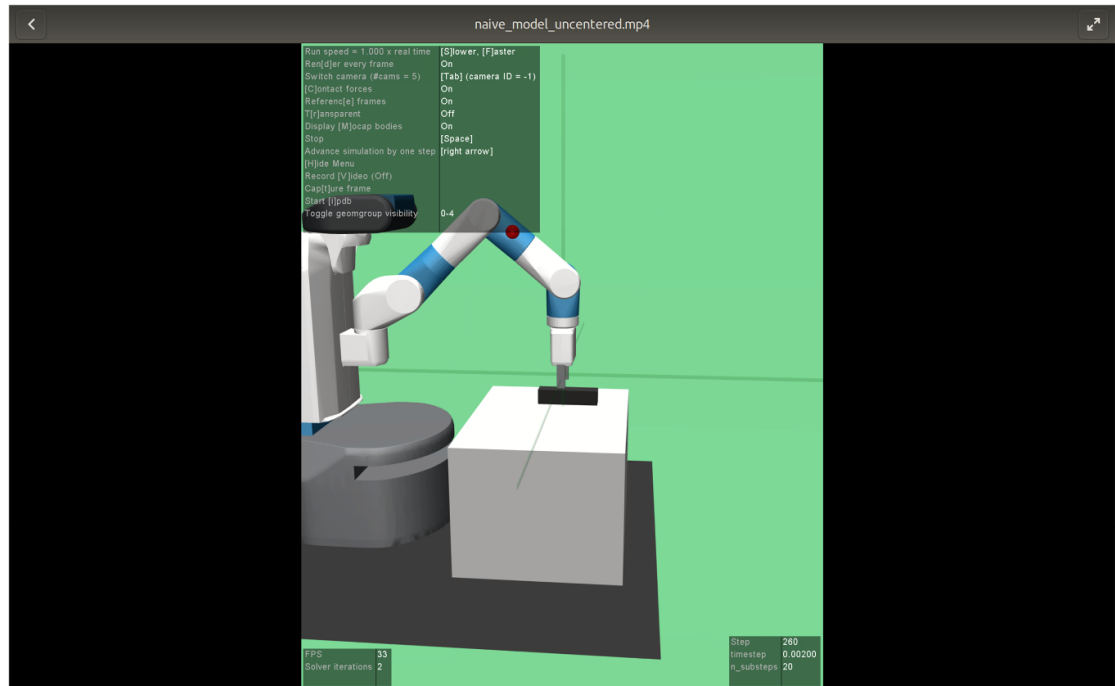 naive_model_uncentered.mp4
Run speed = 1.000 x real time [S]lower, [F]aster
Ren[d]er every frame On
Switch camera (#cams = 5) [Tab] (camera ID = -1)
[C]ontact forces On
Referenc[e] frames On
T[r]ansparent Off
Display [M]ocap bodies On
Stop [Space]
Advance simulation by one step [right arrow]
[H]ide Menu
Record [V]ideo (Off)
Cap[t]ure frame
Start [i]pdb
Toggle geomgroup visibility 0-4
FPS 33
Solver iterations 2
Step 260
timestep 0.00200
n_substeps 20